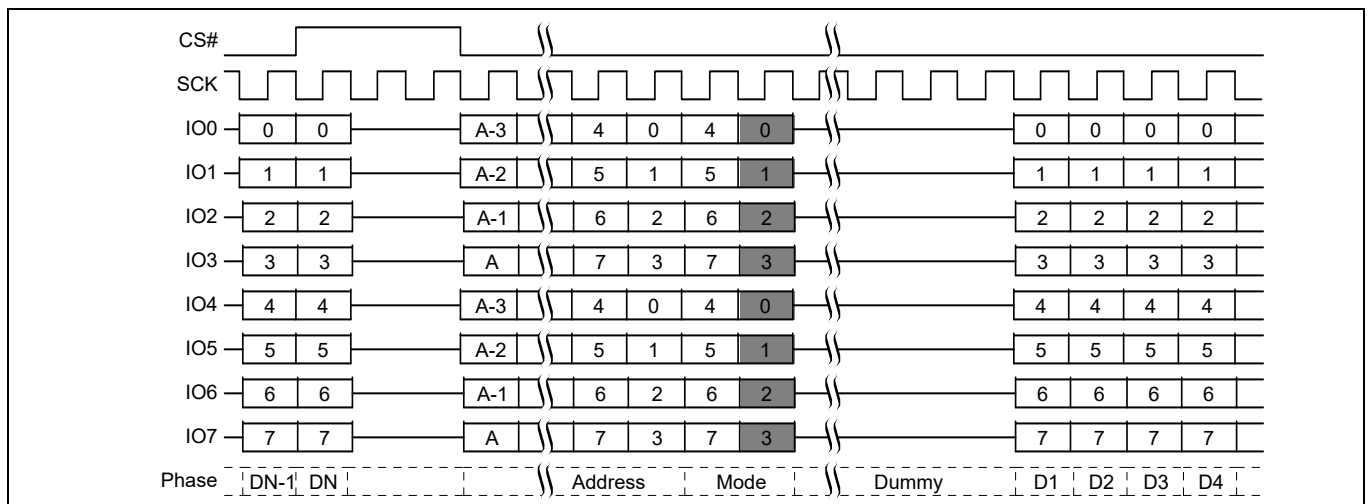 CS#
SCK
IO0 0 0 A-3 4 0 4 0 0 0 0 0
IO1 1 1 A-2 5 1 5 1 1 1 1 1
IO2 2 2 A-1 6 2 6 2 2 2 2 2
IO3 3 3 A 7 3 7 3 3 3 3 3
IO4 4 4 A-3 4 0 4 0 4 4 4 4
IO5 5 5 A-2 5 1 5 1 5 5 5 5
IO6 6 6 A-1 6 2 6 2 6 6 6 6
IO7 7 7 A 7 3 7 3 7 7 7 7
Phase DN-1 DN Address Mode Dummy D1 D2 D3 D4